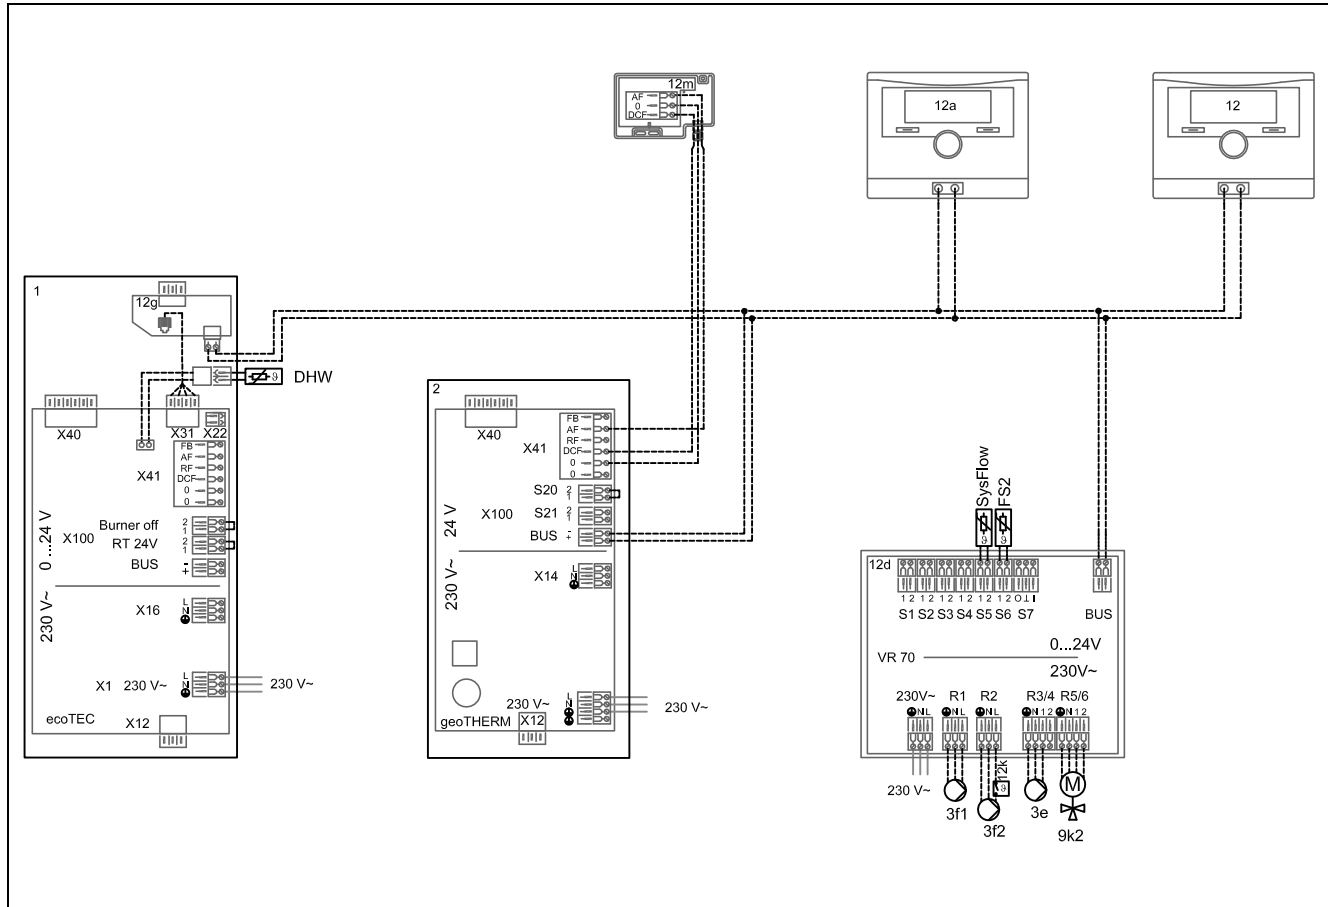 12m
AF
0
DCF
12a
12
1
12g
DHW
X40
X31 X22
X41
FB
AF
RF
DCF
0
0
0...24 V
X100
Burner off 2 1
RT 24V 2 1
BUS - +
230 V~
X16
L
N
X1 230 V~
L
N
230 V~
ecoTEC
X12
2
X40
X41
FB
AF
RF
DCF
0
0
24 V
X100
S20 2 1
S21 2 1
BUS - +
230 V~
X14
L
N
230 V~
L
N
230 V~
geoTHERM
X12
SysFlow
FS2
12d
1 2 1 2 1 2 1 2 1 2 1 2 O ⊥ I
S1 S2 S3 S4 S5 S6 S7
BUS
0...24V
VR 70
230V~
230V~ R1 R2 R3/4 R5/6
N L N L N L N 1 2 N 1 2
230 V~
12k
M
3f1
3f2
3e
9k2